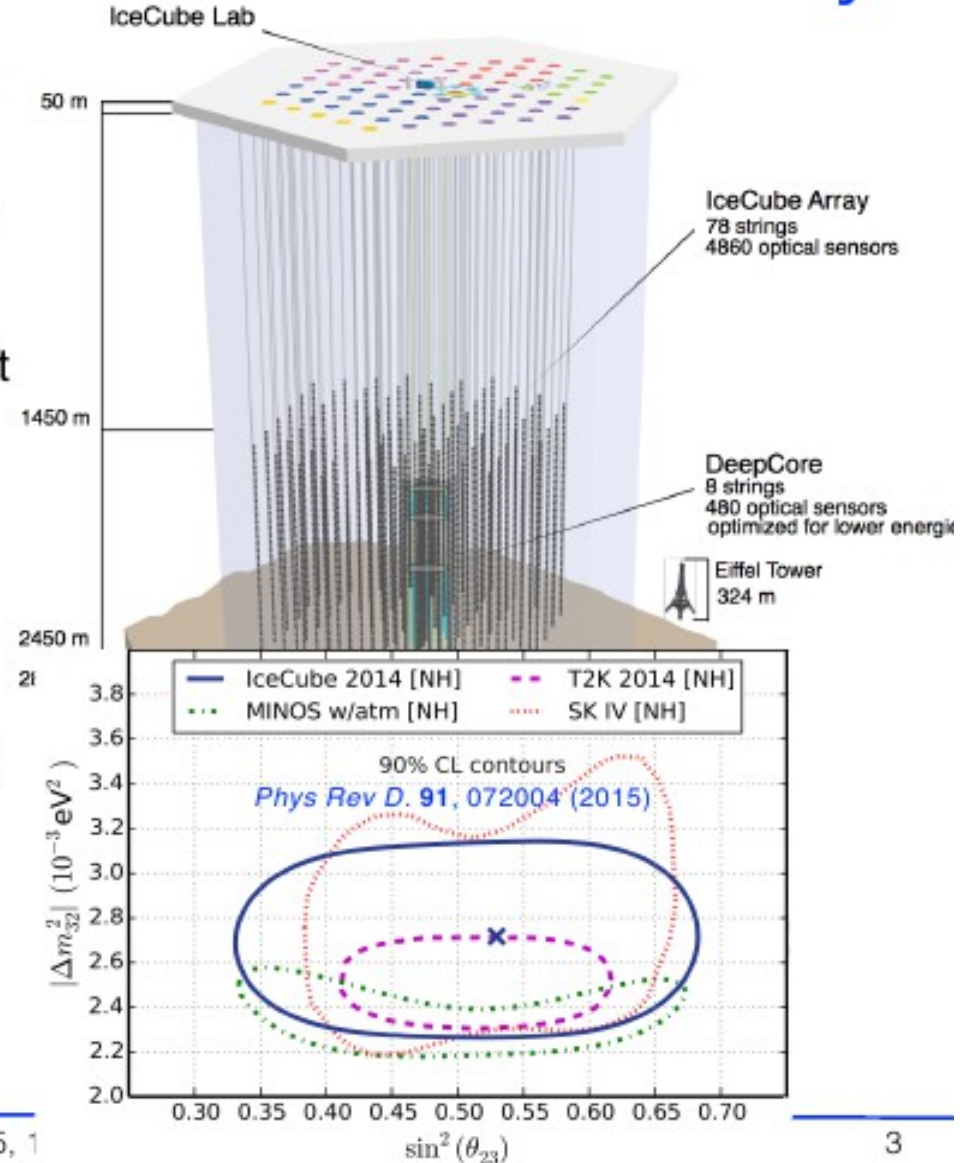 IceCube Lab
50 m
IceCube Array
78 strings
4860 optical sensors
1450 m
DeepCore
8 strings
480 optical sensors
optimized for lower
Eiffel Tower
324 m
2450 m
IceCube 2014 [NH]
T2K 2014 [NH]
MINOS w/atm [NH]
SK IV [NH]
90% CL contours
Phys Rev D. 91, 072004 (2015)
|Δm²₃₂| (10⁻³ eV²)
3.8
3.6
3.4
3.2
3.0
2.8
2.6
2.4
2.2
2.0
0.30 0.35 0.40 0.45 0.50 0.55 0.60 0.65 0.70
sin² (θ₂₃)
3